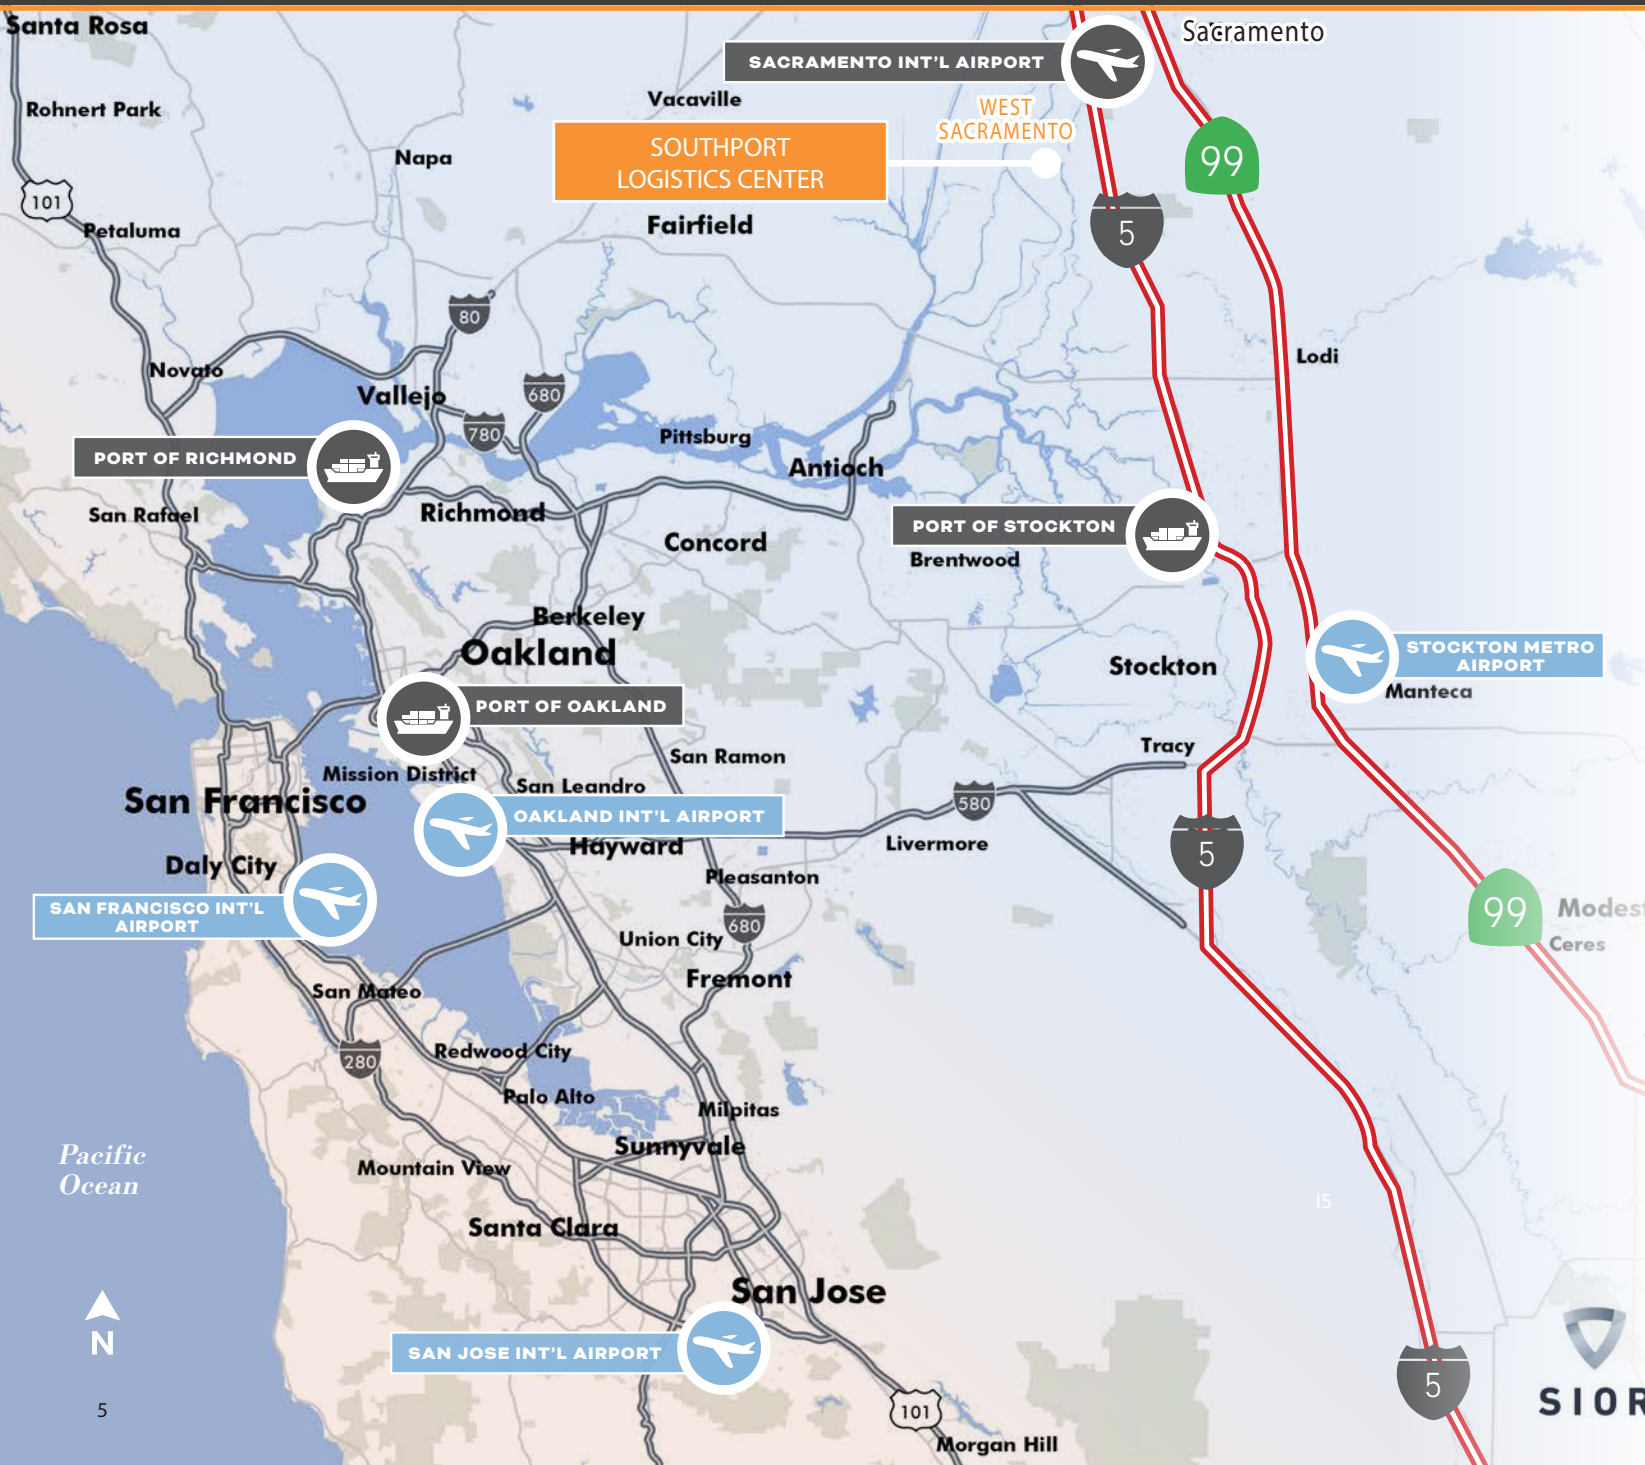 Santa Rosa
Sacramento
SACRAMENTO INT'L AIRPORT
Vacaville
Rohnert Park
WEST
SACRAMENTO
SOUTHPORT
LOGISTICS CENTER
Napa
99
101
Petaluma
Fairfield
5
80
Novato
Lodi
Vallejo
680
780
Pittsburg
PORT OF RICHMOND
Antioch
San Rafael
Richmond
PORT OF STOCKTON
Concord
Brentwood
Berkeley
Oakland
STOCKTON METRO
AIRPORT
Stockton
Manteca
PORT OF OAKLAND
San Ramon
Tracy
Mission District
San Leandro
San Francisco
580
OAKLAND INT'L AIRPORT
Hayward
Livermore
5
Daly City
Pleasanton
SAN FRANCISCO INT'L
AIRPORT
99
Modest
Ceres
680
Union City
Fremont
San Mateo
280
Redwood City
Palo Alto
Milpitas
Sunnyvale
Pacific
Ocean
Mountain View
I5
Santa Clara
San Jose
N
SAN JOSE INT'L AIRPORT
5
SIOR
5
101
Morgan Hill